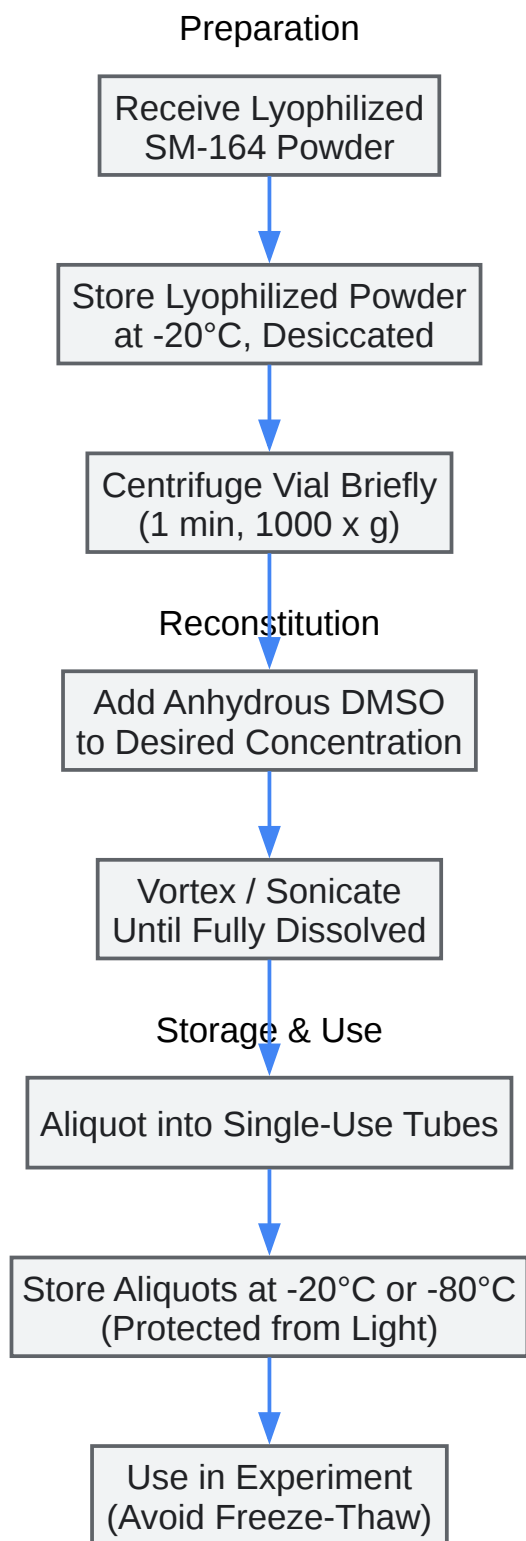 Preparation
Receive Lyophilized
SM-164 Powder
Store Lyophilized Powder
at -20°C, Desiccated
Centrifuge Vial Briefly
(1 min, 1000 x g)
Reconstitution
Add Anhydrous DMSO
to Desired Concentration
Vortex / Sonicate
Until Fully Dissolved
Storage & Use
Aliquot into Single-Use Tubes
Store Aliquots at -20°C or -80°C
(Protected from Light)
Use in Experiment
(Avoid Freeze-Thaw)